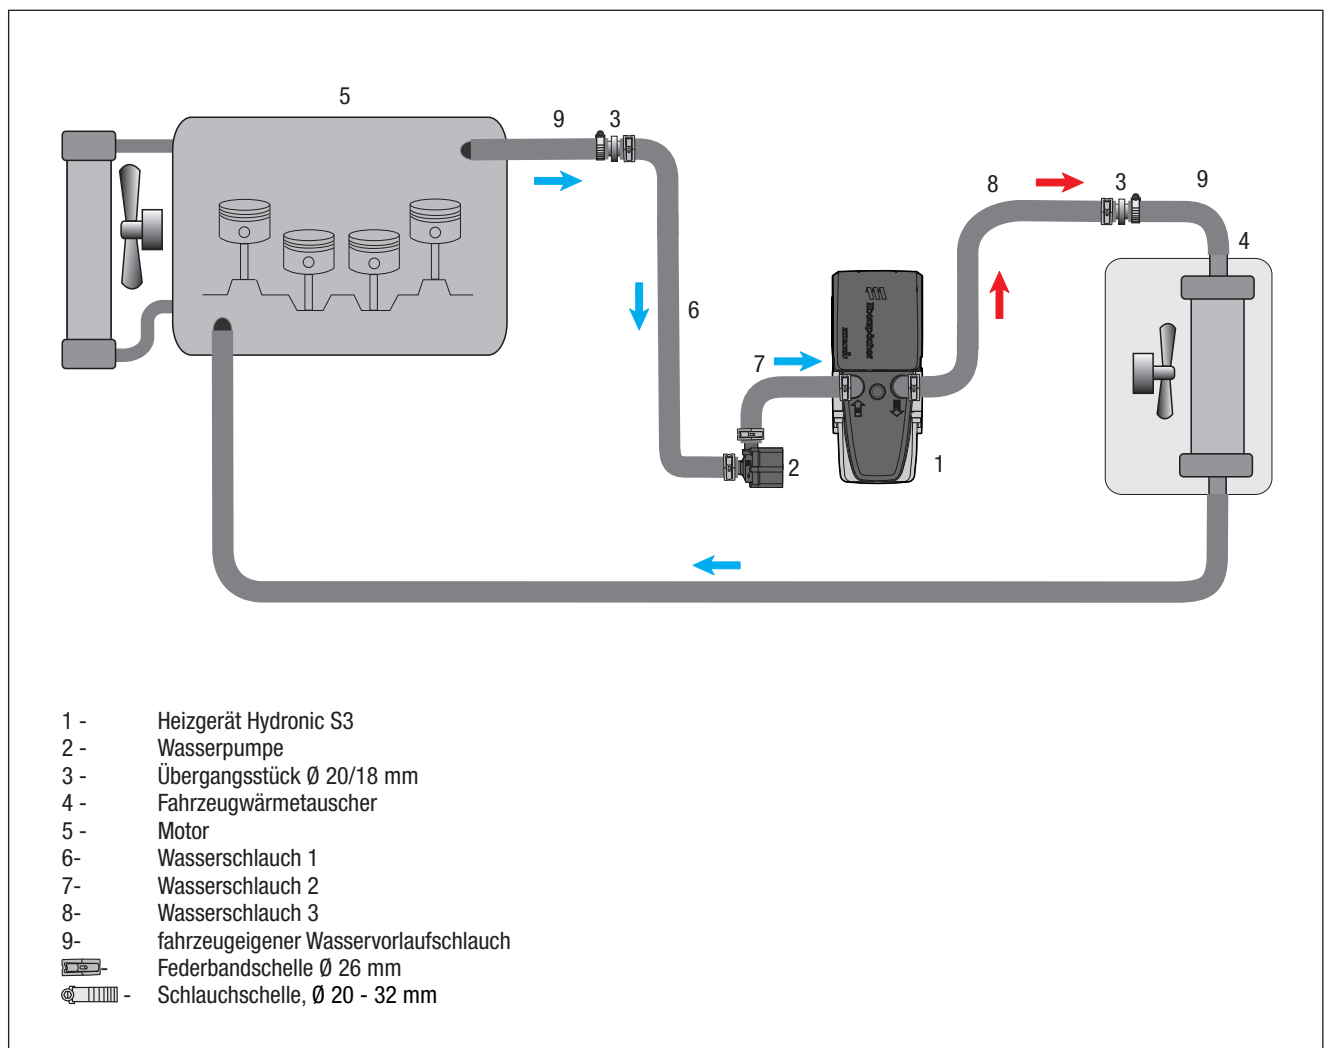 5
9 3
8
3
9
4
6
7
Eberspächer
2
1
1 - Heizgerät Hydronic S3
2 - Wasserpumpe
3 - Übergangsstück Ø 20/18 mm
4 - Fahrzeugwärmetauscher
5 - Motor
6- Wasserschlauch 1
7- Wasserschlauch 2
8- Wasserschlauch 3
9- fahrzeugeigener Wasservorlaufschlauch
- Federbandschelle Ø 26 mm
- Schlauchschelle, Ø 20 - 32 mm